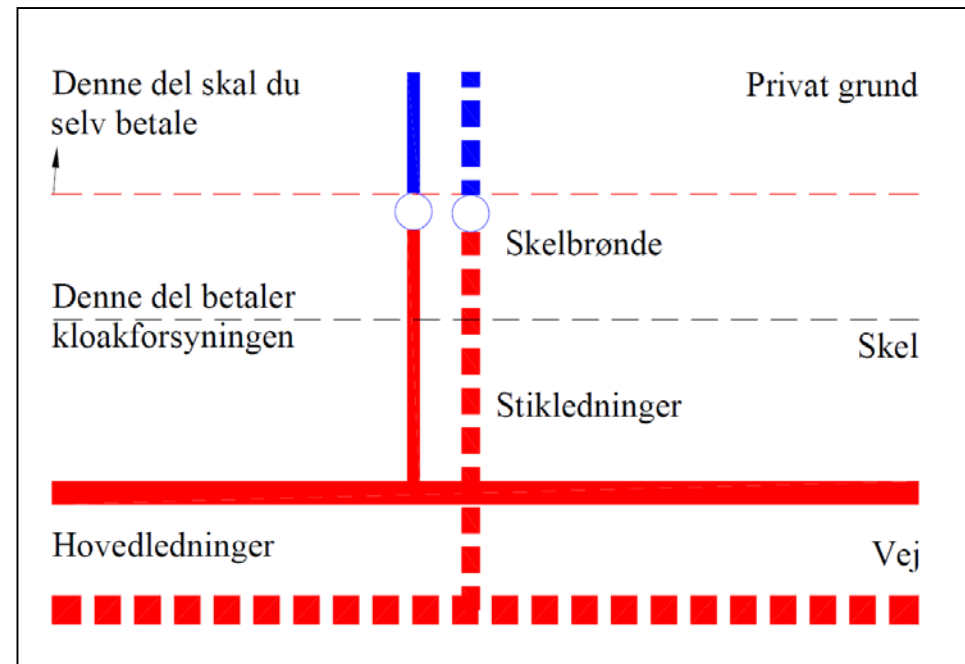 Denne del skal du
selv betale
Privat grund
Skelbrønde
Denne del betaler
kloakforsyningen
Skel
Stikledninger
Hovedledninger
Vej